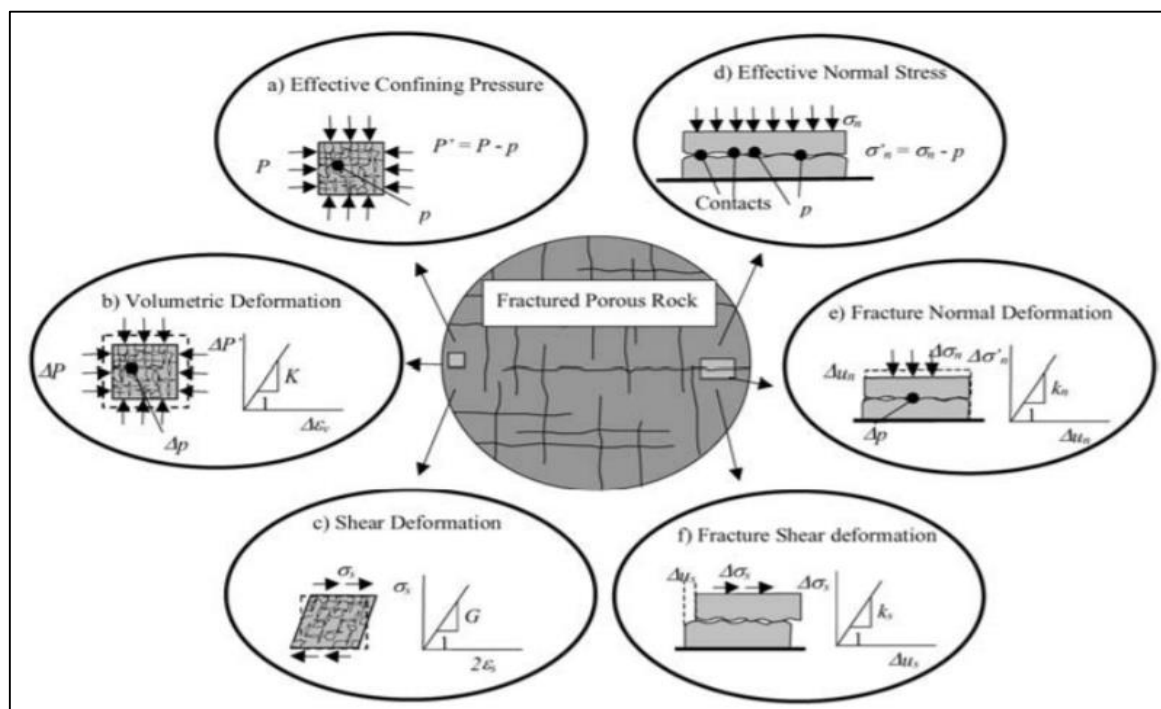 a) Effective Confining Pressure
P' = P - p
P
p
d) Effective Normal Stress
σn
σ'n = σn - p
Contacts
p
Fractured Porous Rock
b) Volumetric Deformation
ΔP
ΔP'
K
1
Δεv
Δp
e) Fracture Normal Deformation
Δσn
Δσ'n
Δun
kn
1
Δp
Δun
c) Shear Deformation
σs
σs
G
1
2εs
f) Fracture Shear deformation
Δus
Δσs
Δσs
ks
1
Δus